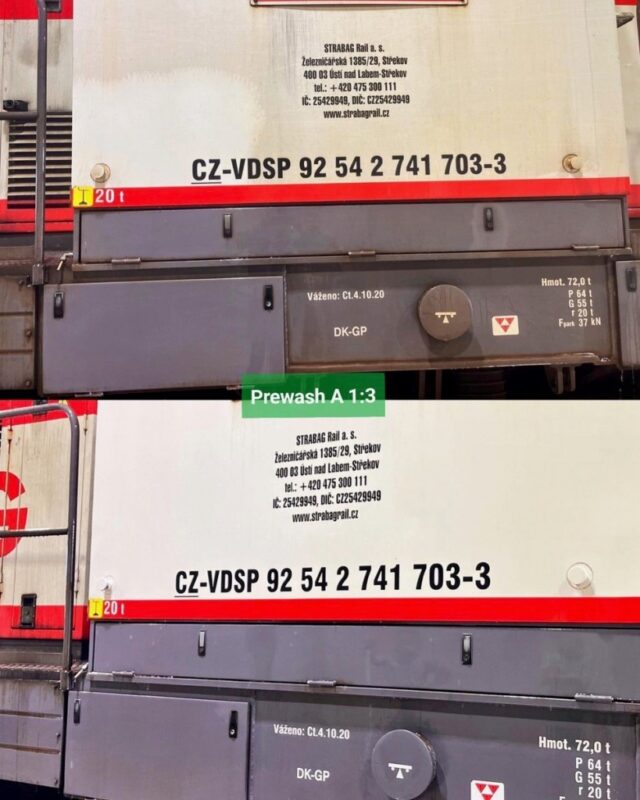 STRABAG Rail a. s.
Železničářská 1385/29, Střekov
400 03 Ústí nad Labem-Střekov
tel.: +420 475 300 111
IČ: 25429949, DIČ: CZ25429949
www.strabagrail.cz
CZ-VDSP 92 54 2 741 703-3
20 t
Váženo: Ct.4.10.20
DK-GP
Hmot. 72,0 t
P 64 t
G 55 t
r 20 t
Fpark 37 kN
Prewash A 1:3
STRABAG Rail a. s.
Železničářská 1385/29, Střekov
400 03 Ústí nad Labem-Střekov
tel.: +420 475 300 111
IČ: 25429949, DIČ: CZ25429949
www.strabagrail.cz
G
CZ-VDSP 92 54 2 741 703-3
20 t
Váženo: Ct.4.10.20
DK-GP
Hmot. 72,0 t
P 64 t
G 55 t
r 20 t